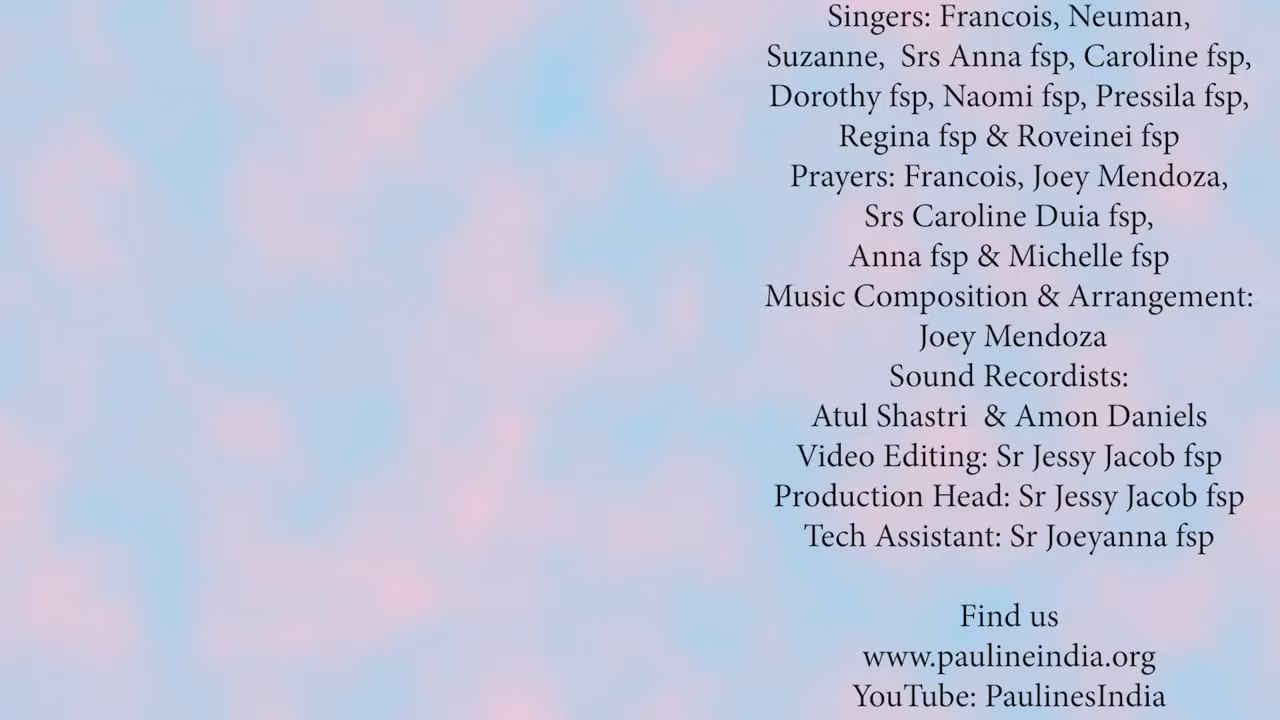 Singers: Francois, Neuman,
Suzanne,  Srs Anna fsp, Caroline fsp,
Dorothy fsp, Naomi fsp, Pressila fsp,
Regina fsp & Roveinei fsp
Prayers: Francois, Joey Mendoza,
Srs Caroline Duia fsp,
Anna fsp & Michelle fsp
Music Composition & Arrangement:
Joey Mendoza
Sound Recordists:
Atul Shastri  & Amon Daniels
Video Editing: Sr Jessy Jacob fsp
Production Head: Sr Jessy Jacob fsp
Tech Assistant: Sr Joeyanna fsp
Find us
www.paulineindia.org
YouTube: PaulinesIndia